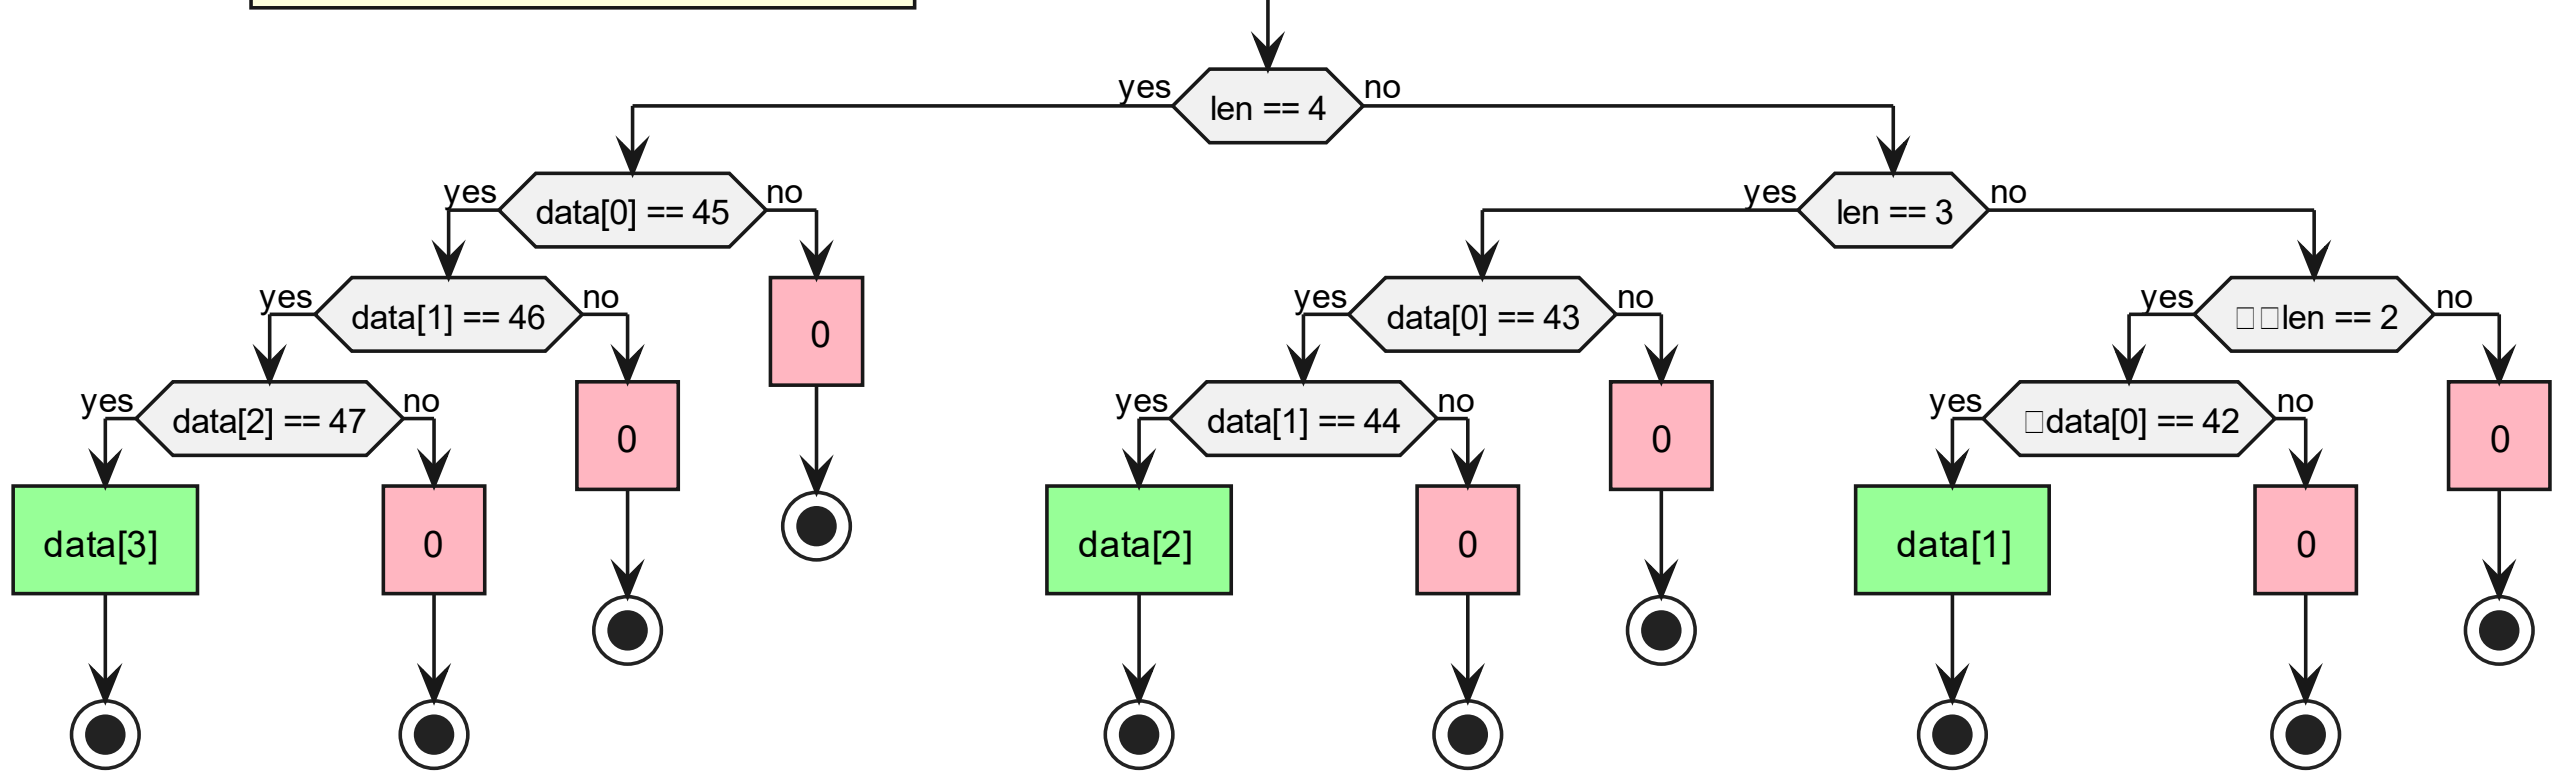 len == 4
yes
no
data[0] == 45
yes
no
len == 3
yes
no
data[1] == 46
yes
no
0
data[0] == 43
yes
no
□□len == 2
yes
no
data[2] == 47
yes
no
0
data[1] == 44
yes
no
0
□data[0] == 42
yes
no
0
data[3]
0
data[2]
0
data[1]
0